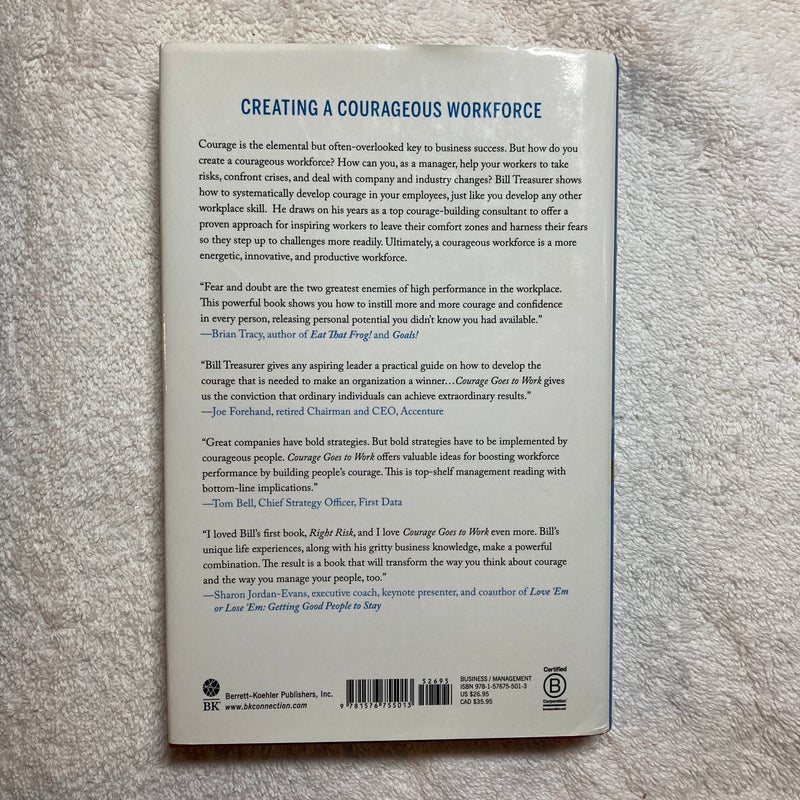 CREATING A COURAGEOUS WORKFORCE
Courage is the elemental but often-overlooked key to business success. But how do you
create a courageous workforce? How can you, as a manager, help your workers to take
risks, confront crises, and deal with company and industry changes? Bill Treasurer shows
how to systematically develop courage in your employees, just like you develop any other
workplace skill. He draws on his years as a top courage-building consultant to offer a
proven approach for inspiring workers to leave their comfort zones and harness their fears
so they step up to challenges more readily. Ultimately, a courageous workforce is a more
energetic, innovative, and productive workforce.
“Fear and doubt are the two greatest enemies of high performance in the workplace.
This powerful book shows you how to instill more and more courage and confidence
in every person, releasing personal potential you didn’t know you had available.”
—Brian Tracy, author of Eat That Frog! and Goals!
“Bill Treasurer gives any aspiring leader a practical guide on how to develop the
courage that is needed to make an organization a winner…Courage Goes to Work gives
us the conviction that ordinary individuals can achieve extraordinary results.”
—Joe Forehand, retired Chairman and CEO, Accenture
“Great companies have bold strategies. But bold strategies have to be implemented by
courageous people. Courage Goes to Work offers valuable ideas for boosting workforce
performance by building people’s courage. This is top-shelf management reading with
bottom-line implications.”
—Tom Bell, Chief Strategy Officer, First Data
“I loved Bill’s first book, Right Risk, and I love Courage Goes to Work even more. Bill’s
unique life experiences, along with his gritty business knowledge, make a powerful
combination. The result is a book that will transform the way you think about courage
and the way you manage your people, too.”
—Sharon Jordan-Evans, executive coach, keynote presenter, and coauthor of Love ’Em
or Lose ’Em: Getting Good People to Stay
BK
Berrett–Koehler Publishers, Inc.
www.bkconnection.com
52695
9 781576 755013
BUSINESS / MANAGEMENT
ISBN 978-1-57675-501-3
US $26.95
CAD $35.95
Certified
B
Corporation